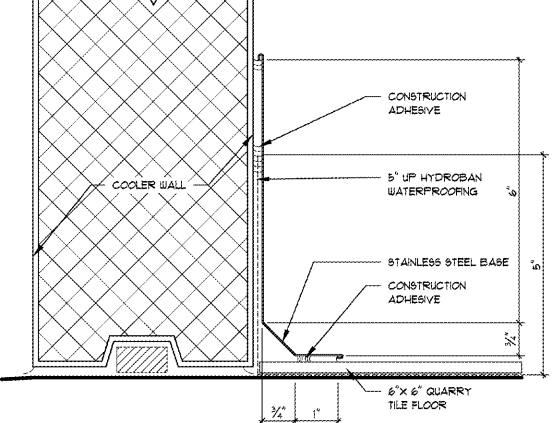 CONSTRUCTION
ADHESIVE
COOLER WALL
5" UP HYDROBAN
WATERPROOFING
6"
5"
STAINLESS STEEL BASE
CONSTRUCTION
ADHESIVE
3/4"
6"X 6" QUARRY
TILE FLOOR
3/4"
1"